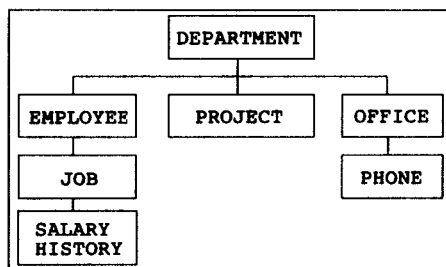 DEPARTMENT
EMPLOYEE
PROJECT
OFFICE
JOB
PHONE
SALARY
HISTORY